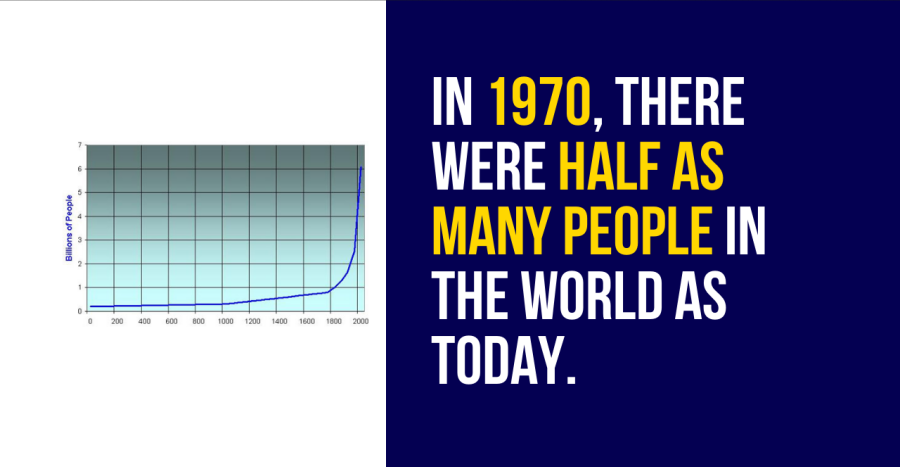 7
6
5
4
3
2
1
0
Billions of People
0 200 400 600 800 1000 1200 1400 1600 1800 2000
IN 1970, THERE
WERE HALF AS
MANY PEOPLE IN
THE WORLD AS
TODAY.